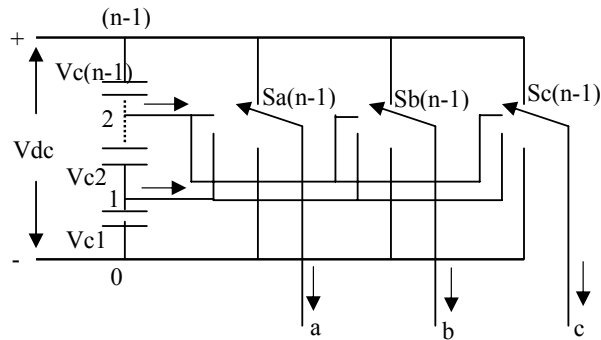 (n-1)
+
Vc(n-1)
Sa(n-1)
Sb(n-1)
Sc(n-1)
2
Vdc
Vc2
1
Vc1
-
0
a
b
c